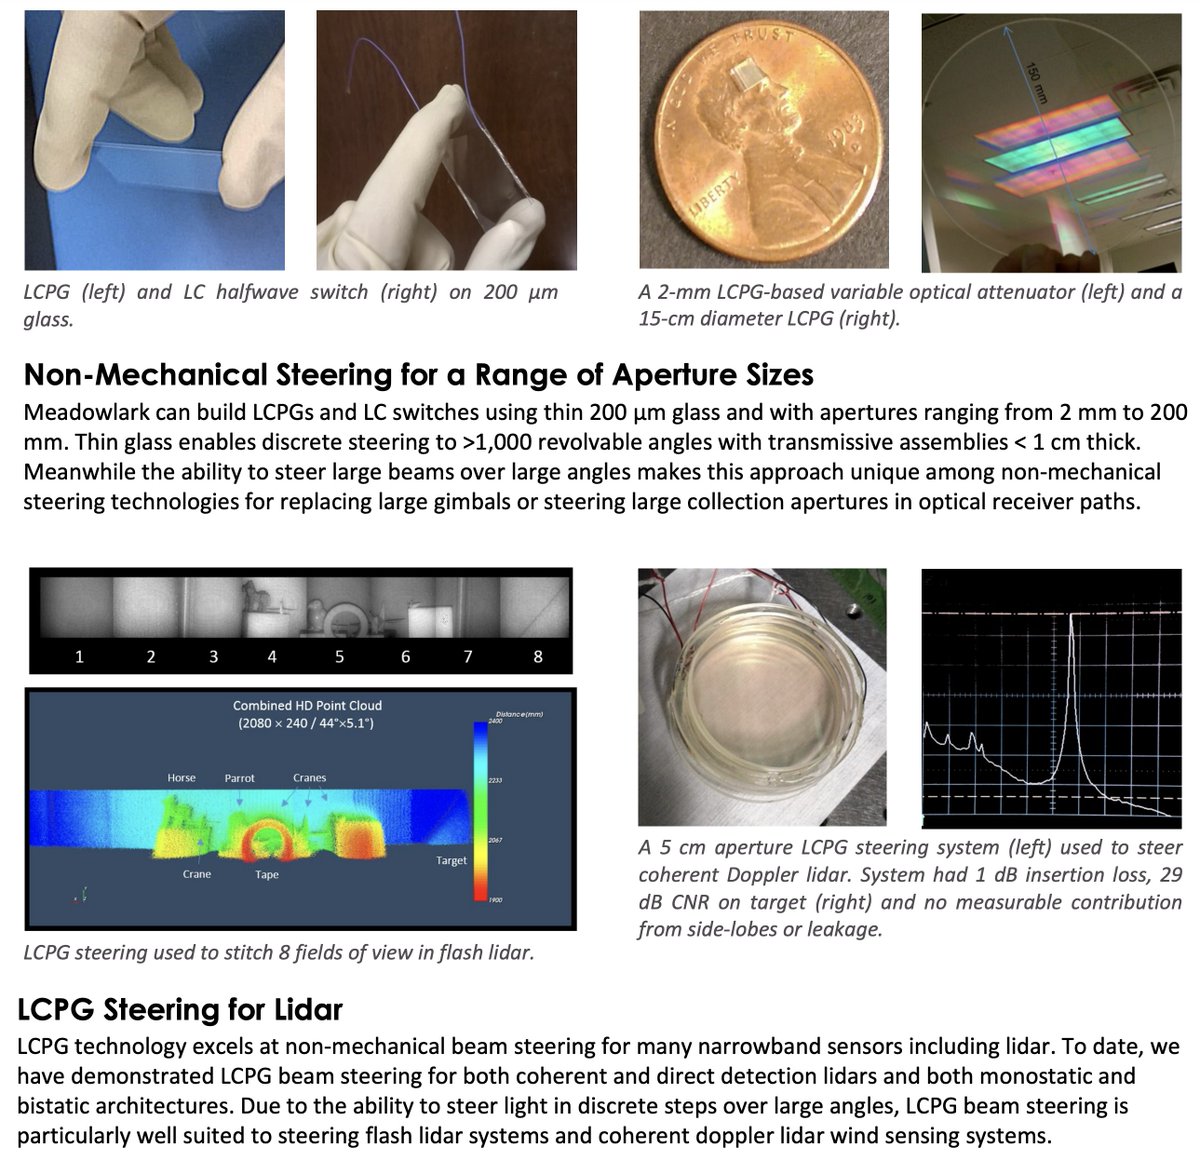 IN G WE TRUST
LIBERTY
1983
150 mm
LCPG (left) and LC halfwave switch (right) on 200 µm
glass.
A 2-mm LCPG-based variable optical attenuator (left) and a
15-cm diameter LCPG (right).
Non-Mechanical Steering for a Range of Aperture Sizes
Meadowlark can build LCPGs and LC switches using thin 200 µm glass and with apertures ranging from 2 mm to 200
mm. Thin glass enables discrete steering to >1,000 revolvable angles with transmissive assemblies < 1 cm thick.
Meanwhile the ability to steer large beams over large angles makes this approach unique among non-mechanical
steering technologies for replacing large gimbals or steering large collection apertures in optical receiver paths.
1 2 3 4 5 6 7 8
Combined HD Point Cloud
(2080 × 240 / 44°×5.1°)
Distance(mm)
2400
Horse Parrot Cranes
2233
2067
Target
Crane Tape
1900
LCPG steering used to stitch 8 fields of view in flash lidar.
A 5 cm aperture LCPG steering system (left) used to steer
coherent Doppler lidar. System had 1 dB insertion loss, 29
dB CNR on target (right) and no measurable contribution
from side-lobes or leakage.
LCPG Steering for Lidar
LCPG technology excels at non-mechanical beam steering for many narrowband sensors including lidar. To date, we
have demonstrated LCPG beam steering for both coherent and direct detection lidars and both monostatic and
bistatic architectures. Due to the ability to steer light in discrete steps over large angles, LCPG beam steering is
particularly well suited to steering flash lidar systems and coherent doppler lidar wind sensing systems.